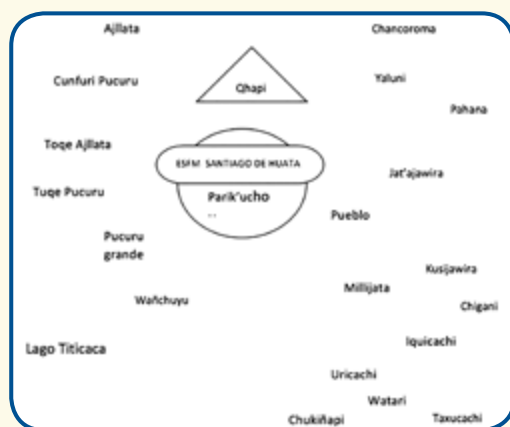 Ajllata
Chancoroma
Cunfuri Pucuru
Qhapi
Yaluni
Pahana
Toqe Ajllata
ESFM SANTIAGO DE HUATA
Jat'ajawira
Tuqe Pucuru
Parik'ucho
..
Pueblo
Pucuru
grande
Kusijawira
Millijata
Wañchuyu
Chigani
Lago Titicaca
Iquicachi
Uricachi
Watari
Chukiñapi
Taxucachi